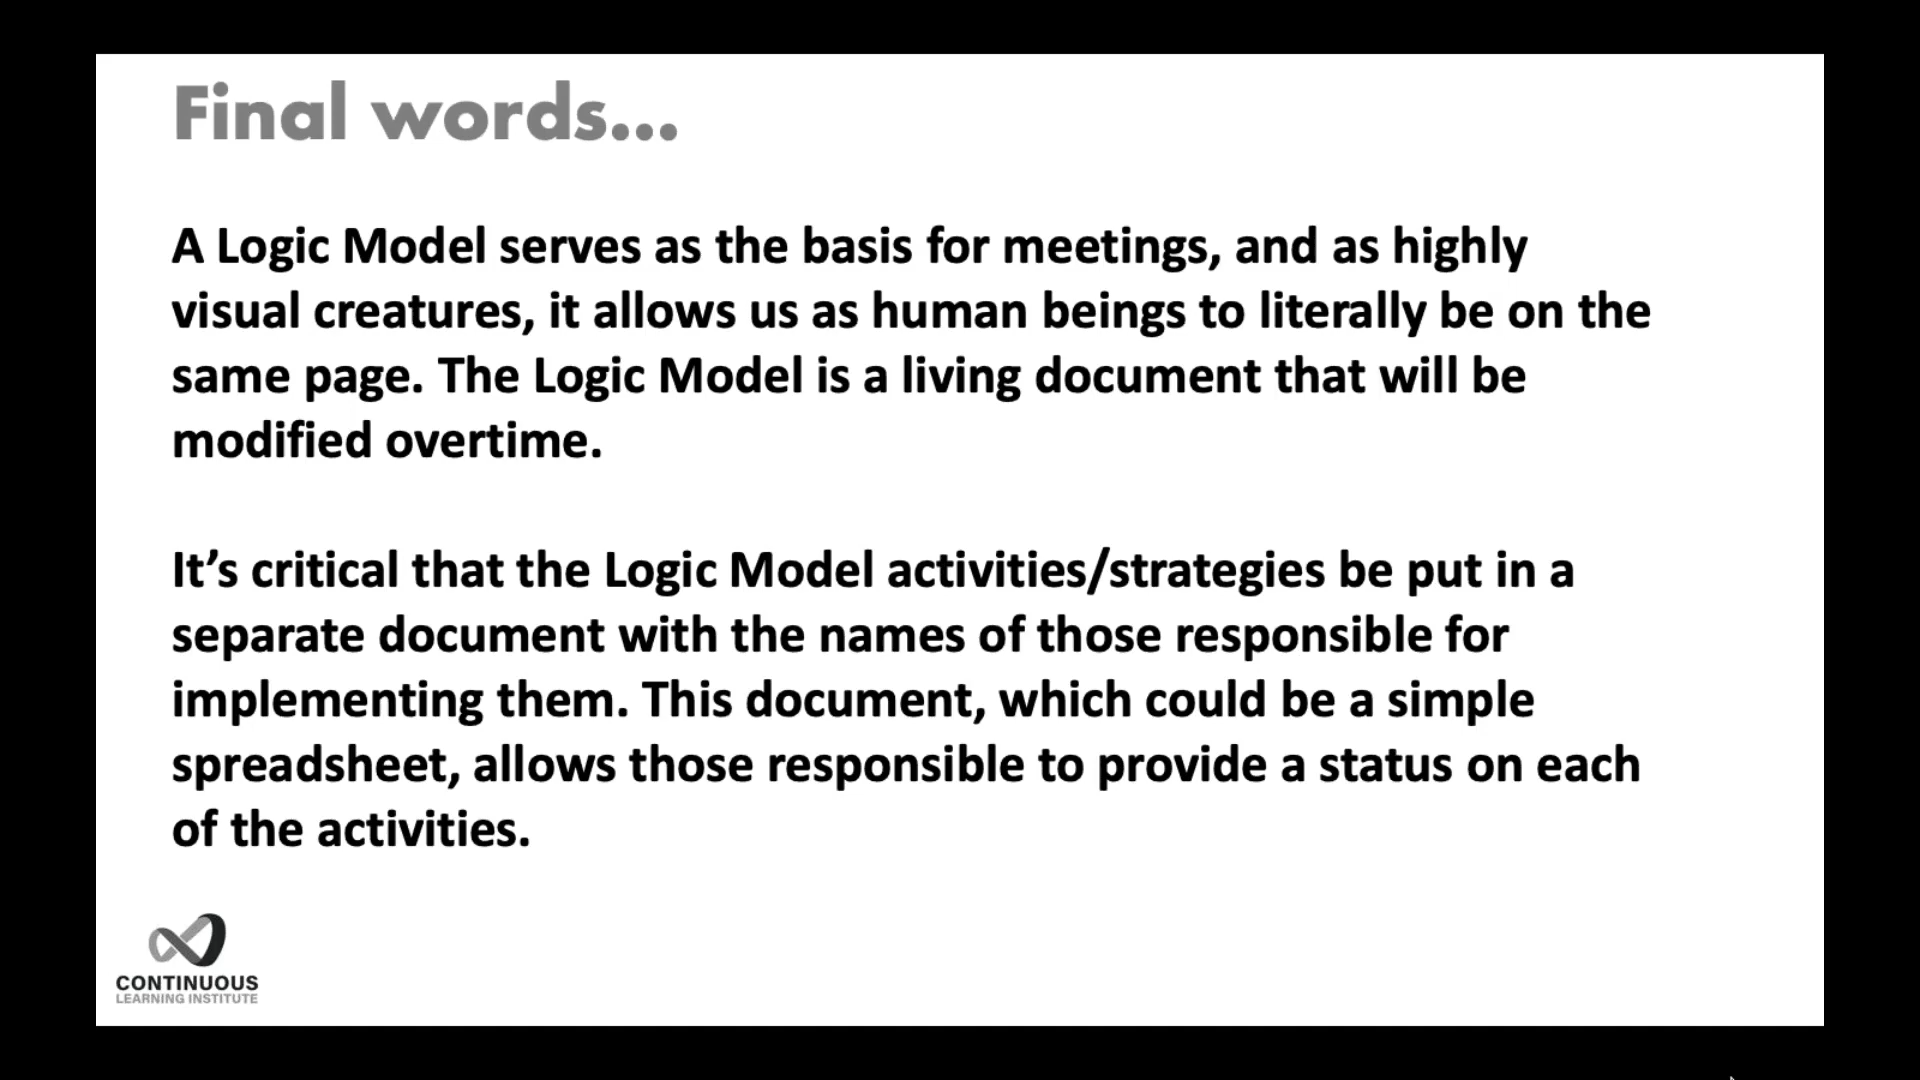 Final words...
A Logic Model serves as the basis for meetings, and as highly
visual creatures, it allows us as human beings to literally be on the
same page. The Logic Model is a living document that will be
modified overtime.
It’s critical that the Logic Model activities/strategies be put in a
separate document with the names of those responsible for
implementing them. This document, which could be a simple
spreadsheet, allows those responsible to provide a status on each
of the activities.
CONTINUOUS
LEARNING INSTITUTE